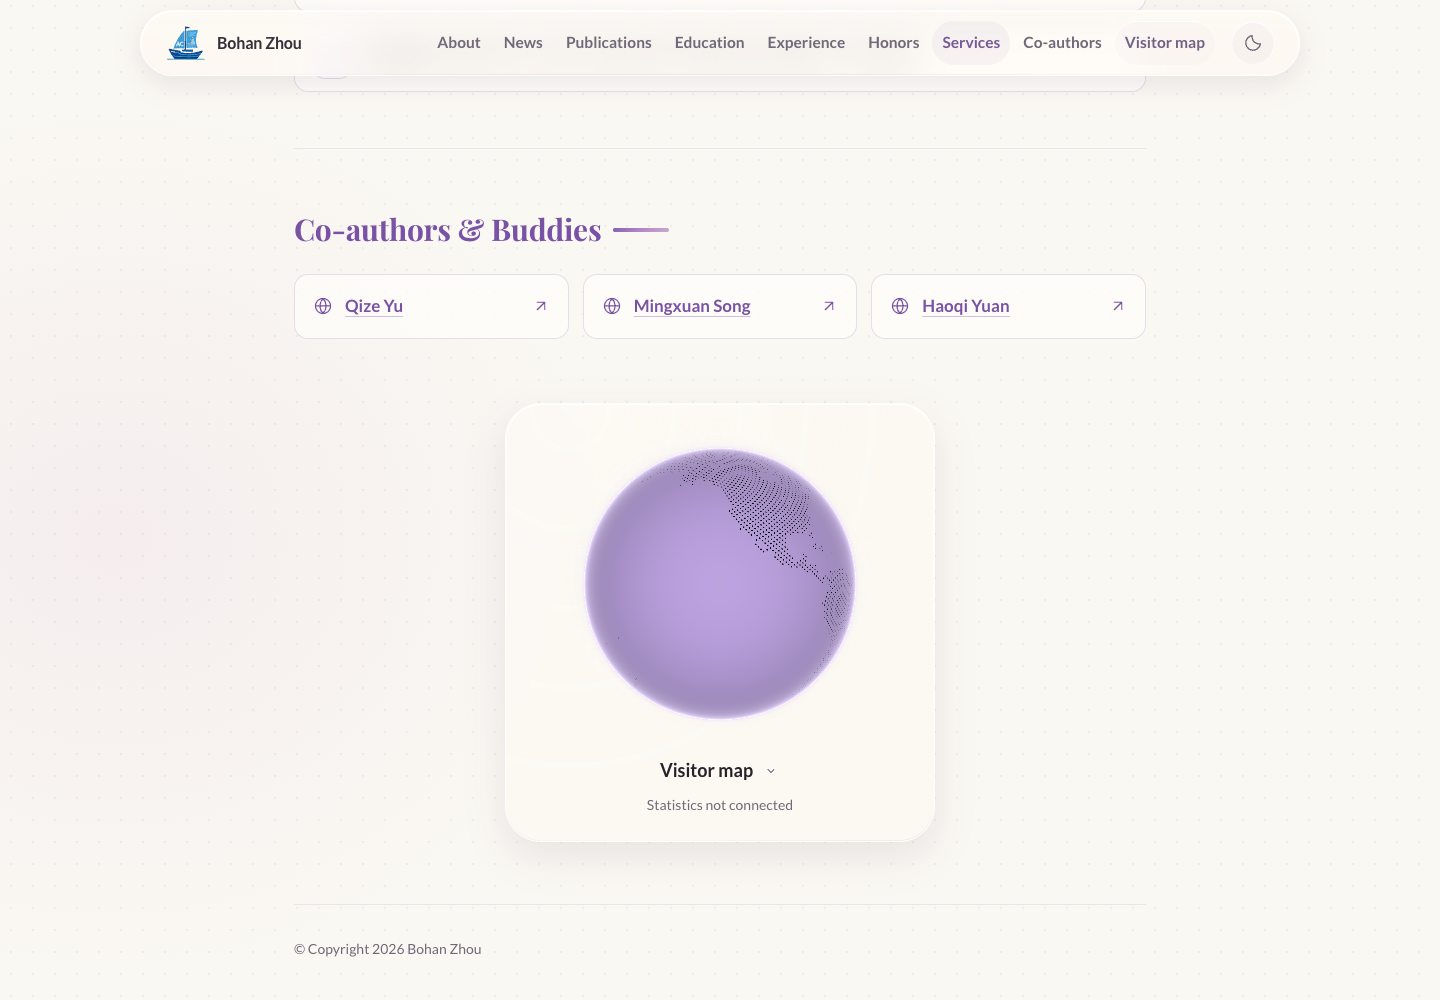 Bohan Zhou
About
News
Publications
Education
Experience
Honors
Services
Co-authors
Visitor map
Co-authors & Buddies
Qize Yu
Mingxuan Song
Haoqi Yuan
Visitor map
Statistics not connected
© Copyright 2026 Bohan Zhou